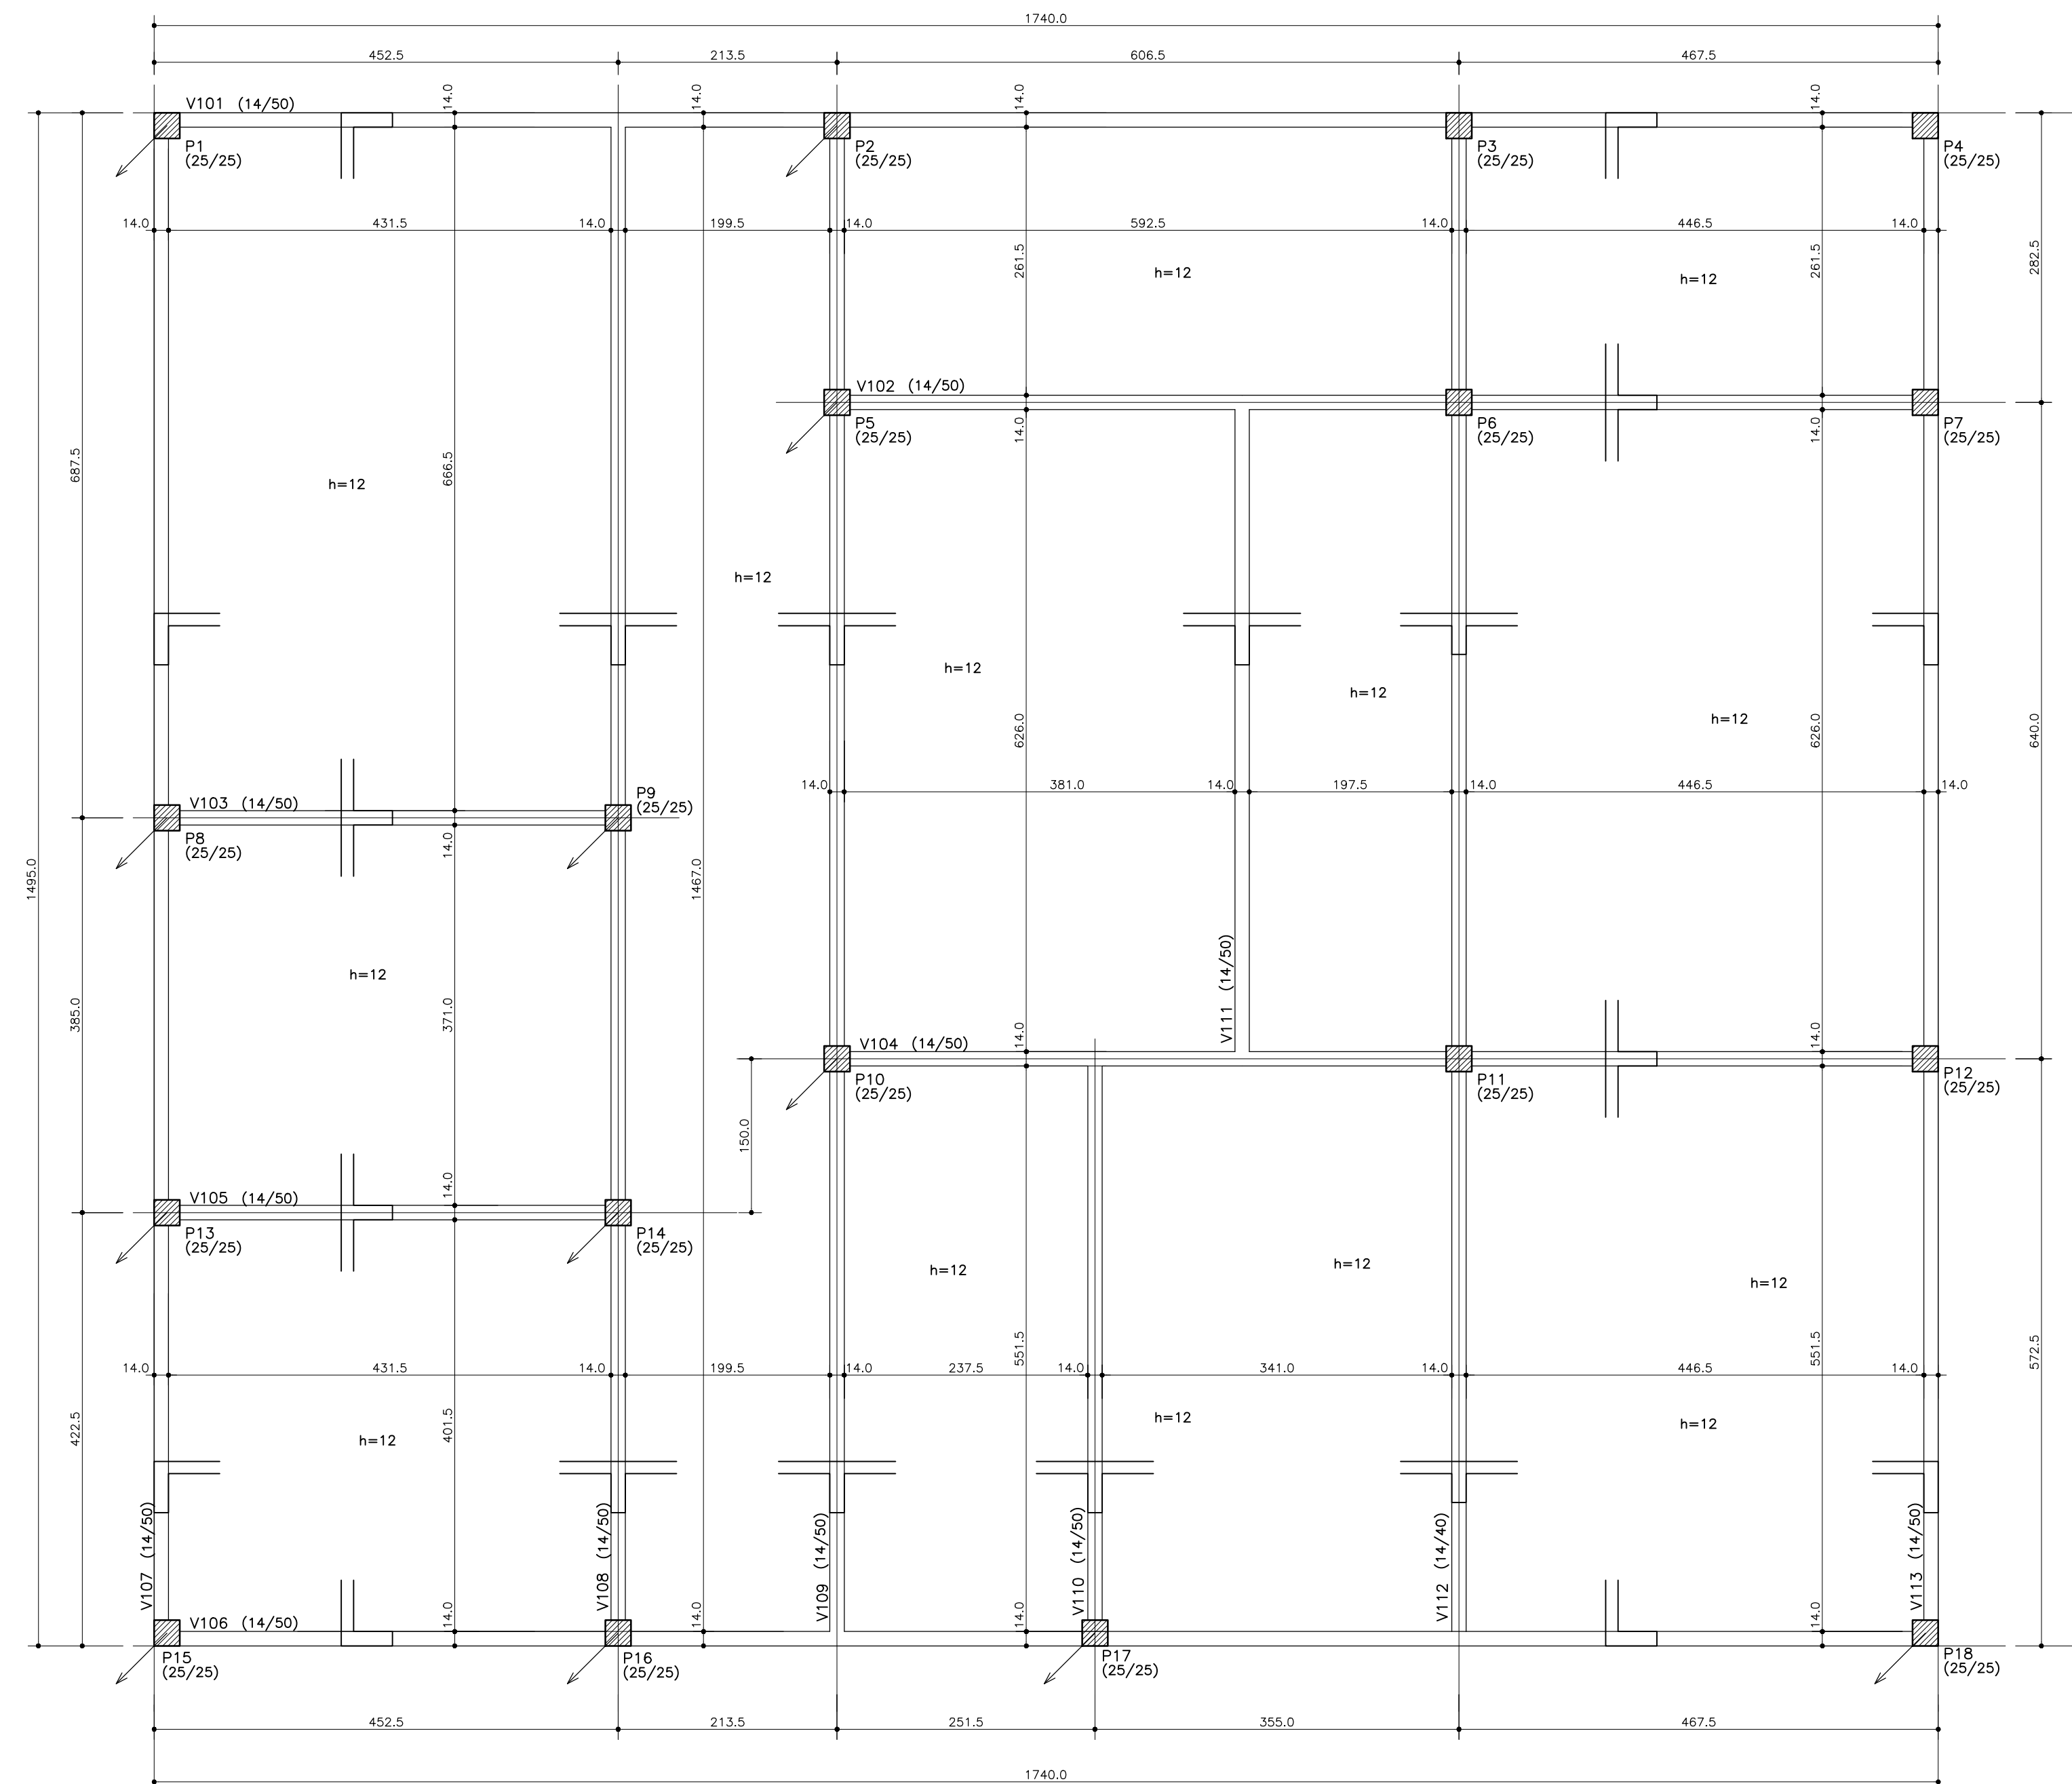 1740.0
452.5 213.5 606.5 467.5
V101 (14/50)
14.0 14.0 14.0 14.0
P1
(25/25)
P2
(25/25)
P3
(25/25)
P4
(25/25)
14.0 431.5 14.0 199.5 14.0 592.5 14.0 446.5 14.0
261.5 261.5 282.5
h=12
h=12
V102 (14/50)
P5
(25/25)
P6
(25/25)
P7
(25/25)
14.0 14.0
687.5 666.5
h=12
h=12
h=12
h=12
h=12
626.0 626.0 640.0
14.0 381.0 14.0 197.5 14.0 446.5 14.0
V103 (14/50)
P9
(25/25)
P8
(25/25)
14.0
1495.0 1467.0
h=12
385.0 371.0
V111 (14/50)
14.0 14.0
V104 (14/50)
P10
(25/25)
P11
(25/25)
P12
(25/25)
150.0
14.0
V105 (14/50)
P13
(25/25)
P14
(25/25)
h=12
h=12
h=12
551.5 551.5 572.5
14.0 431.5 14.0 199.5 14.0 237.5 14.0 341.0 14.0 446.5 14.0
422.5 401.5
h=12
h=12
h=12
V107 (14/50)
V108 (14/50)
V109 (14/50)
V110 (14/50)
V112 (14/40)
V113 (14/50)
V106 (14/50)
14.0 14.0 14.0 14.0
P15
(25/25)
P16
(25/25)
P17
(25/25)
P18
(25/25)
452.5 213.5 251.5 355.0 467.5
1740.0